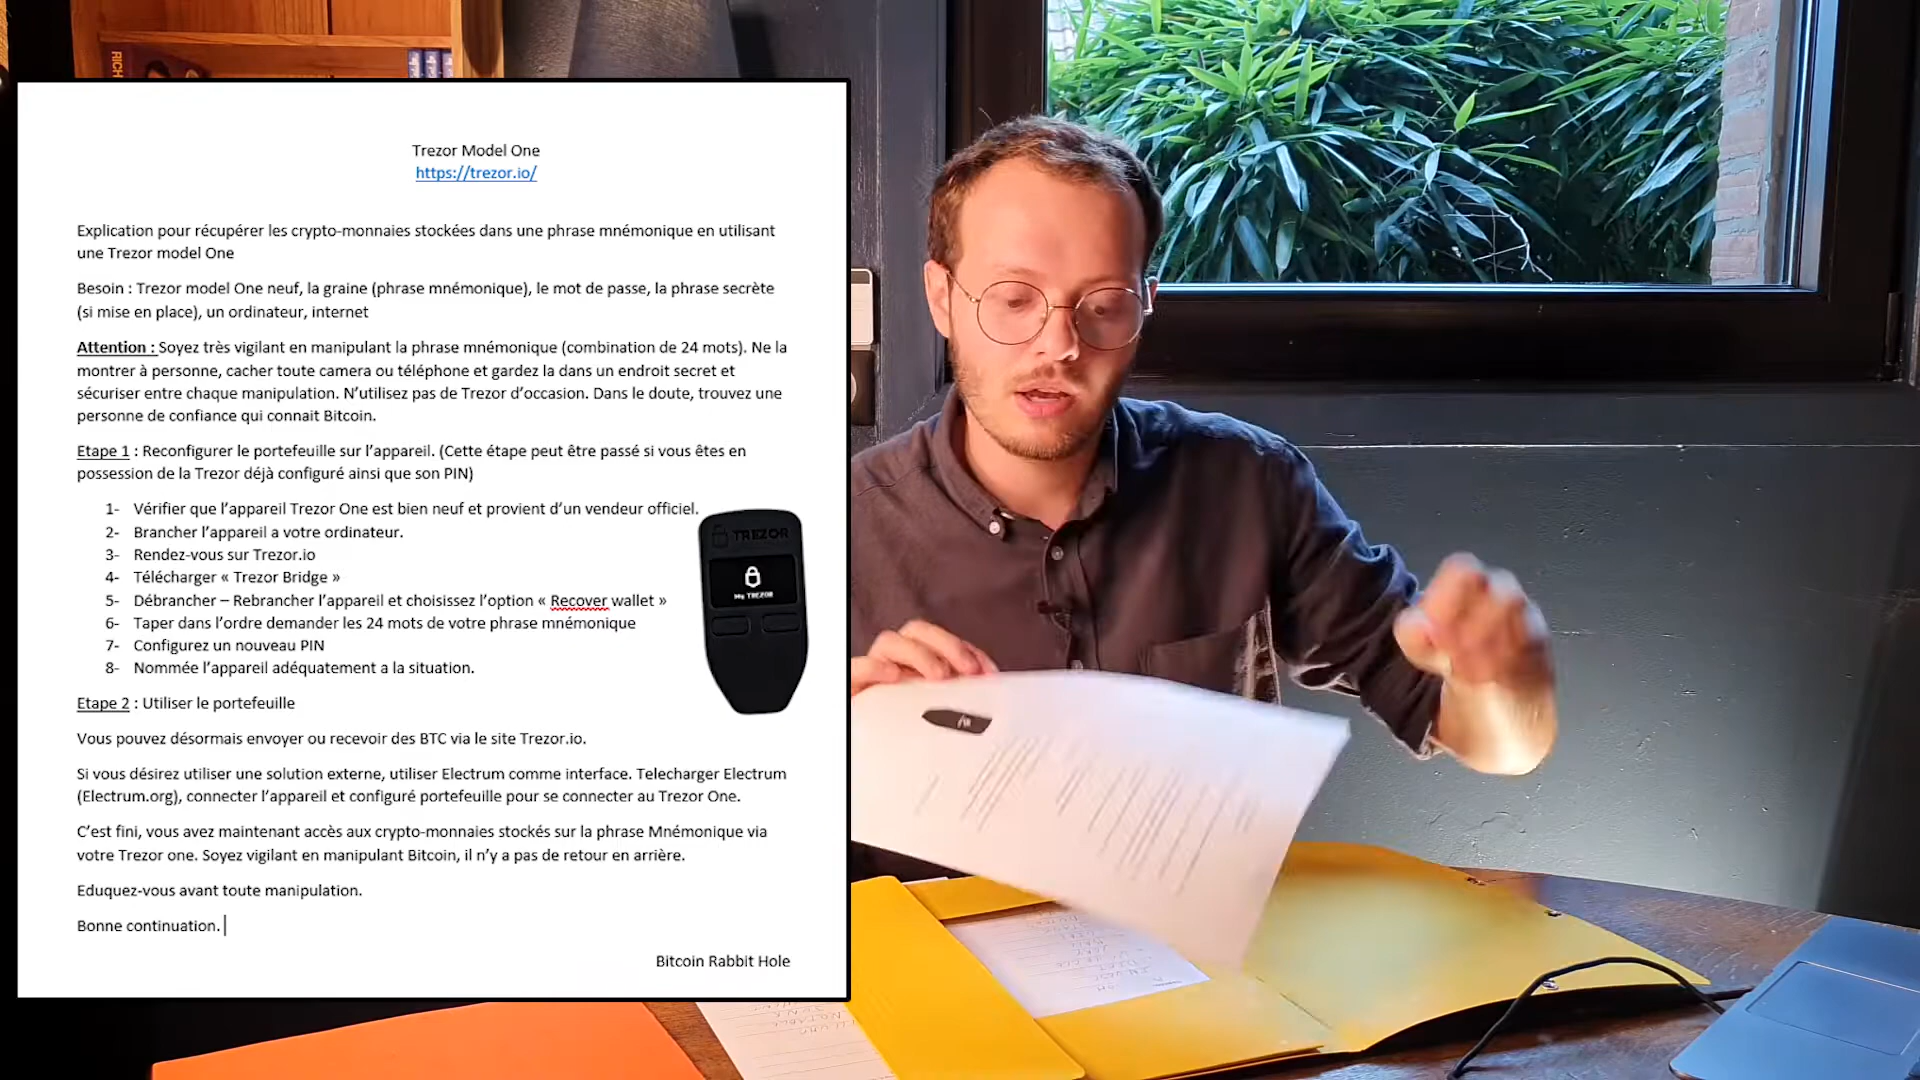 RICH
Trezor Model One
https://trezor.io/
Explication pour récupérer les crypto-monnaies stockées dans une phrase mnémonique en utilisant
une Trezor model One
Besoin : Trezor model One neuf, la graine (phrase mnémonique), le mot de passe, la phrase secrète
(si mise en place), un ordinateur, internet
Attention : Soyez très vigilant en manipulant la phrase mnémonique (combination de 24 mots). Ne la
montrer à personne, cacher toute camera ou téléphone et gardez la dans un endroit secret et
sécuriser entre chaque manipulation. N'utilisez pas de Trezor d'occasion. Dans le doute, trouvez une
personne de confiance qui connait Bitcoin.
Etape 1 : Reconfigurer le portefeuille sur l'appareil. (Cette étape peut être passé si vous êtes en
possession de la Trezor déjà configuré ainsi que son PIN)
1- Vérifier que l'appareil Trezor One est bien neuf et provient d'un vendeur officiel.
2- Brancher l'appareil a votre ordinateur.
3- Rendez-vous sur Trezor.io
4- Télécharger « Trezor Bridge »
5- Débrancher – Rebrancher l'appareil et choisissez l'option « Recover wallet »
6- Taper dans l'ordre demander les 24 mots de votre phrase mnémonique
7- Configurez un nouveau PIN
8- Nommée l'appareil adéquatement a la situation.
TREZOR
My TREZOR
Etape 2 : Utiliser le portefeuille
Vous pouvez désormais envoyer ou recevoir des BTC via le site Trezor.io.
Si vous désirez utiliser une solution externe, utiliser Electrum comme interface. Telecharger Electrum
(Electrum.org), connecter l'appareil et configuré portefeuille pour se connecter au Trezor One.
C'est fini, vous avez maintenant accès aux crypto-monnaies stockés sur la phrase Mnémonique via
votre Trezor one. Soyez vigilant en manipulant Bitcoin, il n'y a pas de retour en arrière.
Eduquez-vous avant toute manipulation.
Bonne continuation.
Bitcoin Rabbit Hole